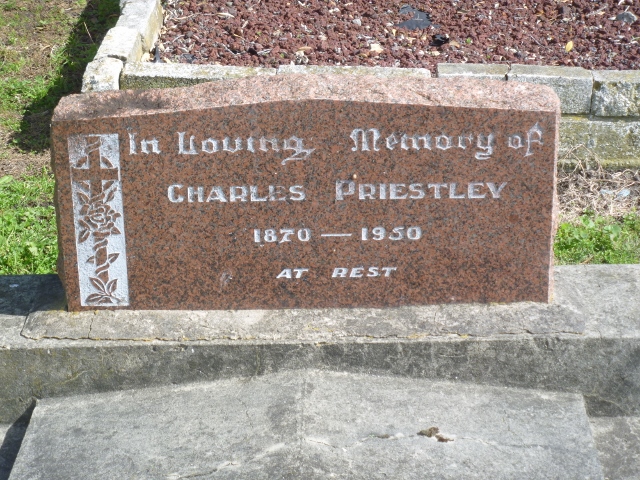 In Loving Memory of
CHARLES PRIESTLEY
1870 — 1950
AT REST